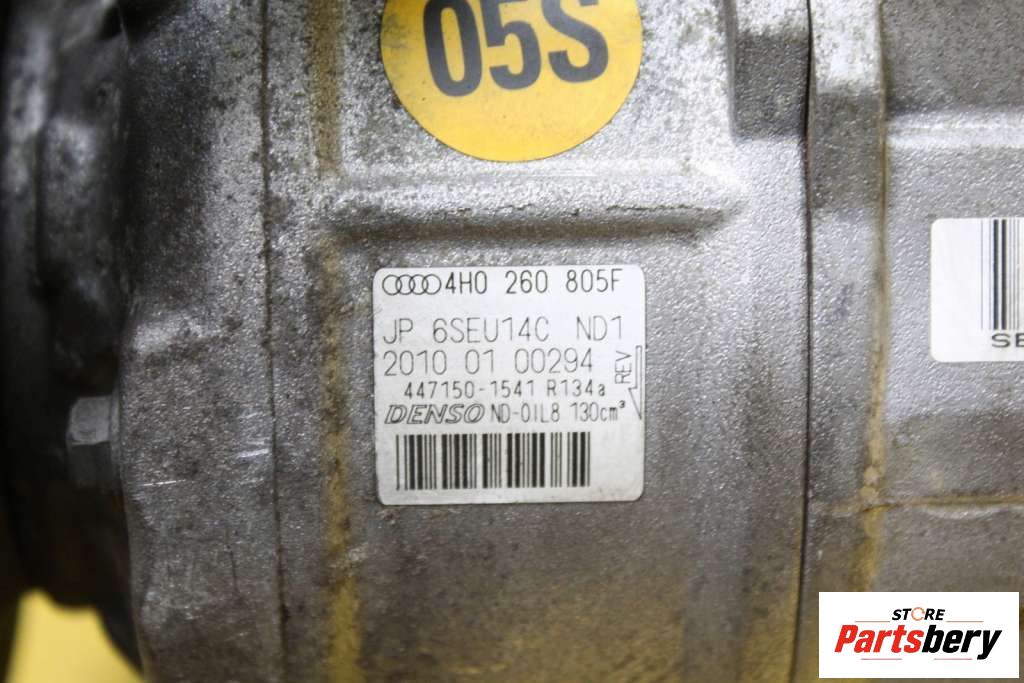 05S
4H0 260 805F
JP 6SEU14C ND1
2010 01 00294
REV
447150-1541 R134a
DENSO ND-OIL8 130cm³
SE
STORE
Partsbery